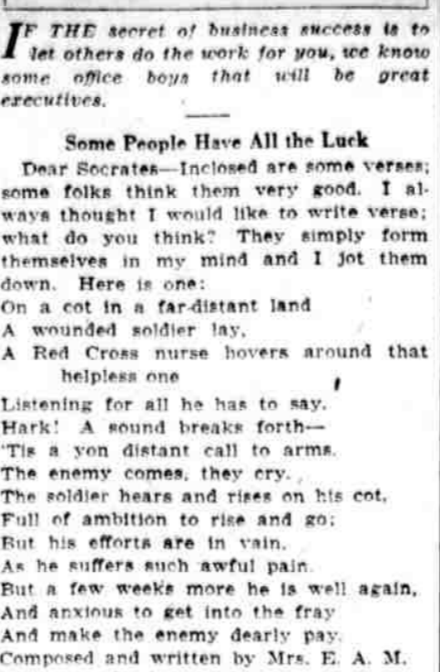 IF THE secret of business success is to
let others do the work for you, we know
some office boys that will be great
executives.
Some People Have All the Luck
Dear Socrates—Inclosed are some verses;
some folks think them very good. I al-
ways thought I would like to write verse;
what do you think? They simply form
themselves in my mind and I jot them
down. Here is one:
On a cot in a far-distant land
A wounded soldier lay,
A Red Cross nurse hovers around that
helpless one
Listening for all he has to say.
Hark! A sound breaks forth—
'Tis a yon distant call to arms.
The enemy comes, they cry.
The soldier hears and rises on his cot,
Full of ambition to rise and go;
But his efforts are in vain,
As he suffers such awful pain.
But a few weeks more he is well again,
And anxious to get into the fray
And make the enemy dearly pay.
Composed and written by Mrs. E. A. M.